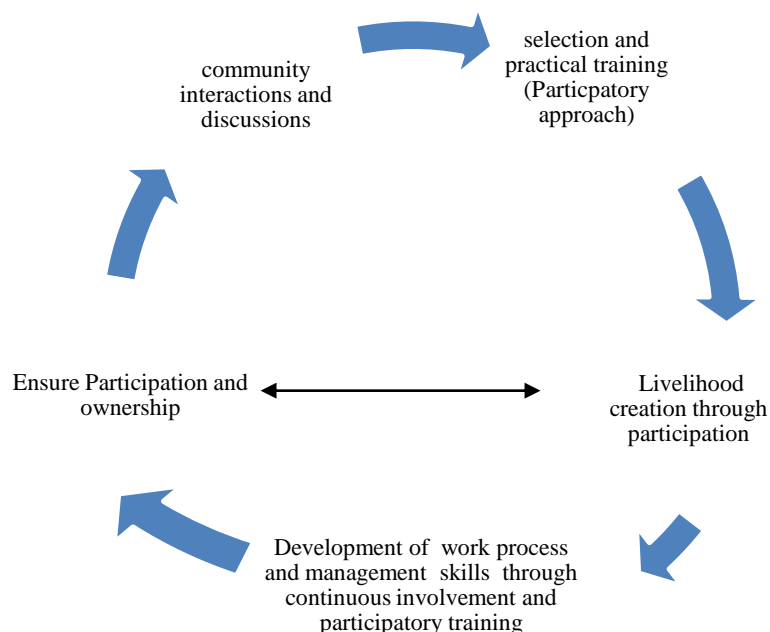 community
interactions and
discussions
selection and
practical training
(Particpatory
approach)
Livelihood
creation through
participation
Development of work process
and management skills through
continuous involvement and
participatory training
Ensure Participation and
ownership